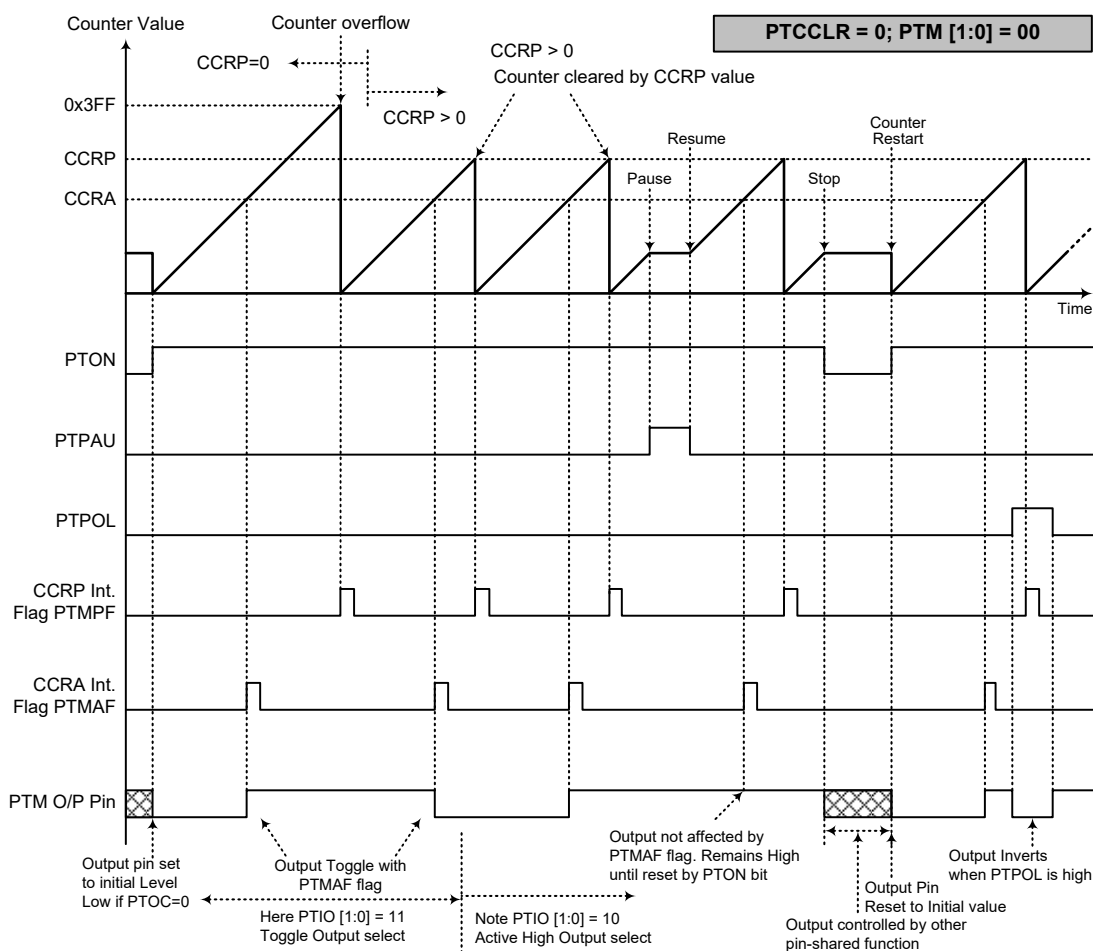 Counter Value
Counter overflow
PTCCLR = 0; PTM [1:0] = 00
CCRP=0
CCRP > 0
CCRP > 0
Counter cleared by CCRP value
0x3FF
CCRP
CCRA
Pause
Resume
Stop
Counter
Restart
Time
PTON
PTPAU
PTPOL
CCRP Int.
Flag PTMPF
CCRA Int.
Flag PTMAF
PTM O/P Pin
Output pin set
to initial Level
Low if PTOC=0
Output Toggle with
PTMAF flag
Here PTIO [1:0] = 11
Toggle Output select
Note PTIO [1:0] = 10
Active High Output select
Output not affected by
PTMAF flag. Remains High
until reset by PTON bit
Output Pin
Reset to Initial value
Output controlled by other
pin-shared function
Output Inverts
when PTPOL is high